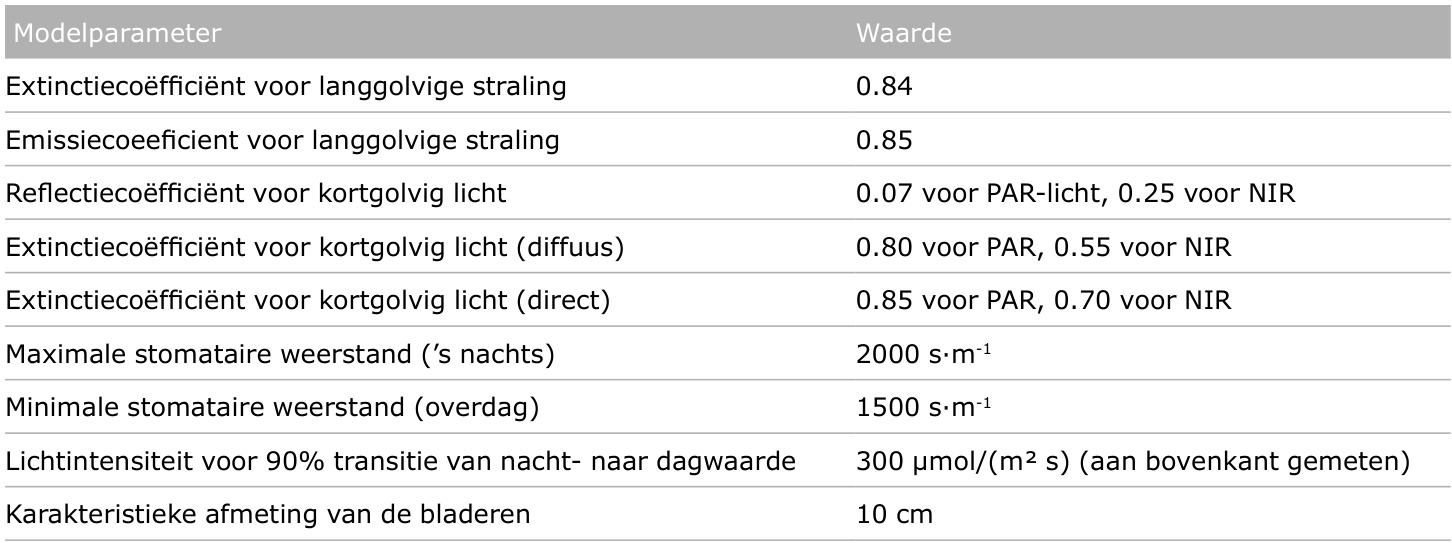 Modelparameter Waarde
Extinctiecoëfficiënt voor langgolvige straling 0.84
Emissiecoeeficient voor langgolvige straling 0.85
Reflectiecoëfficiënt voor kortgolvig licht 0.07 voor PAR-licht, 0.25 voor NIR
Extinctiecoëfficiënt voor kortgolvig licht (diffuus) 0.80 voor PAR, 0.55 voor NIR
Extinctiecoëfficiënt voor kortgolvig licht (direct) 0.85 voor PAR, 0.70 voor NIR
Maximale stomataire weerstand (’s nachts) 2000 s·m⁻¹
Minimale stomataire weerstand (overdag) 1500 s·m⁻¹
Lichtintensiteit voor 90% transitie van nacht- naar dagwaarde 300 µmol/(m² s) (aan bovenkant gemeten)
Karakteristieke afmeting van de bladeren 10 cm